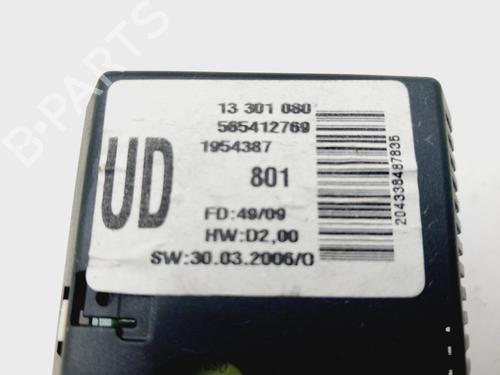 13 301 080
565412769
1954387
UD
801
FD:49/09
HW:D2,00
SW:30.03.2006/0
204338487835
B-PARTS